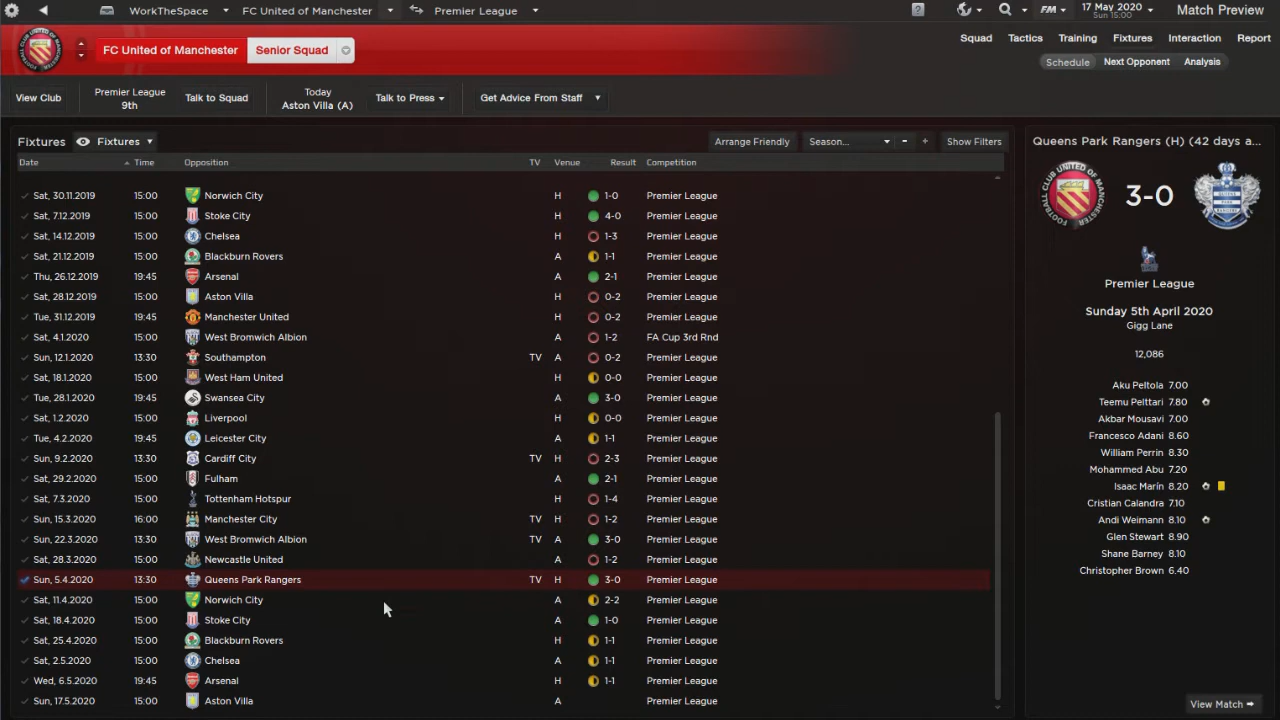 WorkTheSpace FC United of Manchester Premier League ? FM 17 May 2020 Sun 15:00 Match Preview
FC United of Manchester Senior Squad
Squad Tactics Training Fixtures Interaction Report
Schedule Next Opponent Analysis
View Club Premier League 9th Talk to Squad Today Aston Villa (A) Talk to Press Get Advice From Staff
Fixtures Fixtures Arrange Friendly Season... - + Show Filters
Date Time Opposition TV Venue Result Competition
Sat, 30.11.2019 15:00 Norwich City H 1-0 Premier League
Sat, 7.12.2019 15:00 Stoke City H 4-0 Premier League
Sat, 14.12.2019 15:00 Chelsea H 1-3 Premier League
Sat, 21.12.2019 15:00 Blackburn Rovers A 1-1 Premier League
Thu, 26.12.2019 19:45 Arsenal A 2-1 Premier League
Sat, 28.12.2019 15:00 Aston Villa H 0-2 Premier League
Tue, 31.12.2019 19:45 Manchester United H 0-2 Premier League
Sat, 4.1.2020 15:00 West Bromwich Albion A 1-2 FA Cup 3rd Rnd
Sun, 12.1.2020 13:30 Southampton TV A 0-2 Premier League
Sat, 18.1.2020 15:00 West Ham United H 0-0 Premier League
Tue, 28.1.2020 19:45 Swansea City A 3-0 Premier League
Sat, 1.2.2020 15:00 Liverpool H 0-0 Premier League
Tue, 4.2.2020 19:45 Leicester City A 1-1 Premier League
Sun, 9.2.2020 13:30 Cardiff City TV H 2-3 Premier League
Sat, 29.2.2020 15:00 Fulham A 2-1 Premier League
Sat, 7.3.2020 15:00 Tottenham Hotspur H 1-4 Premier League
Sun, 15.3.2020 16:00 Manchester City TV H 1-2 Premier League
Sun, 22.3.2020 13:30 West Bromwich Albion TV A 3-0 Premier League
Sat, 28.3.2020 15:00 Newcastle United A 1-2 Premier League
Sun, 5.4.2020 13:30 Queens Park Rangers TV H 3-0 Premier League
Sat, 11.4.2020 15:00 Norwich City A 2-2 Premier League
Sat, 18.4.2020 15:00 Stoke City A 1-0 Premier League
Sat, 25.4.2020 15:00 Blackburn Rovers H 1-1 Premier League
Sat, 2.5.2020 15:00 Chelsea A 1-1 Premier League
Wed, 6.5.2020 19:45 Arsenal H 1-1 Premier League
Sun, 17.5.2020 15:00 Aston Villa A Premier League
Queens Park Rangers (H) (42 days a...
3-0
Premier League
Sunday 5th April 2020
Gigg Lane
12,086
Aku Peltola 7.00
Teemu Pelttari 7.80
Akbar Mousavi 7.00
Francesco Adani 8.60
William Perrin 8.30
Mohammed Abu 7.20
Isaac Marín 8.20
Cristian Calandra 7.10
Andi Weimann 8.10
Glen Stewart 8.90
Shane Barney 8.10
Christopher Brown 6.40
View Match